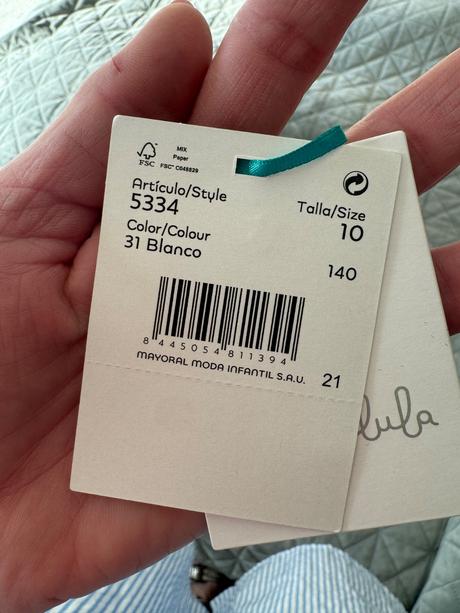 MIX
Paper
FSC
FSC® C048829
Artículo/Style
5334
Talla/Size
10
Color/Colour
31 Blanco
140
8 445054 811394
MAYORAL MODA INFANTIL S.A.U.
21
lula